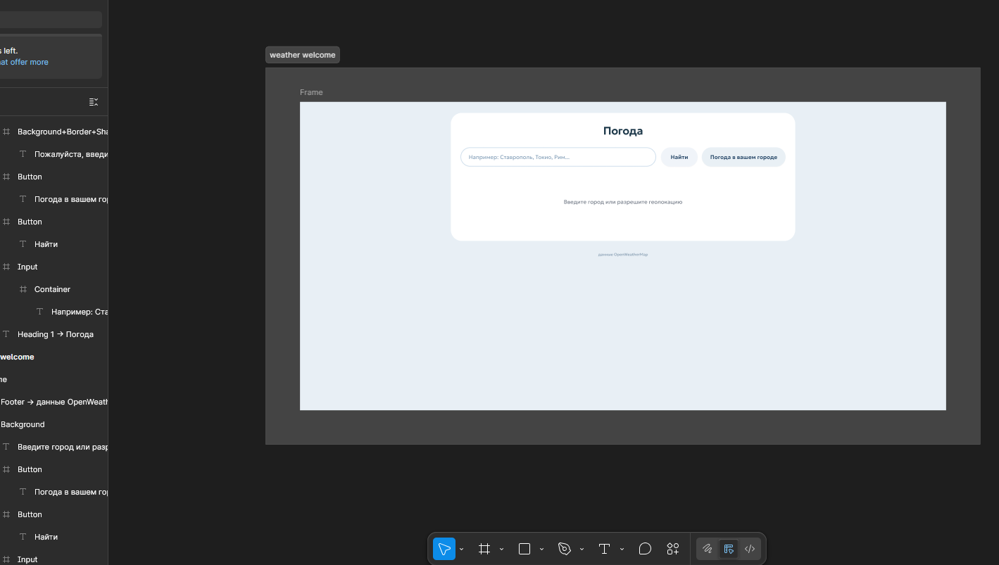 s left.
hat offer more
Background+Border+Sha
Пожалуйста, введи
Button
Погода в вашем гор
Button
Найти
Input
Container
Например: Ста
Heading 1 → Погода
welcome
ne
Footer → данные OpenWeath
Background
Введите город или разр
Button
Погода в вашем гор
Button
Найти
Input
weather welcome
Frame
Погода
Например: Ставрополь, Токио, Рим...
Найти
Погода в вашем городе
Введите город или разрешите геолокацию
данные OpenWeatherMap